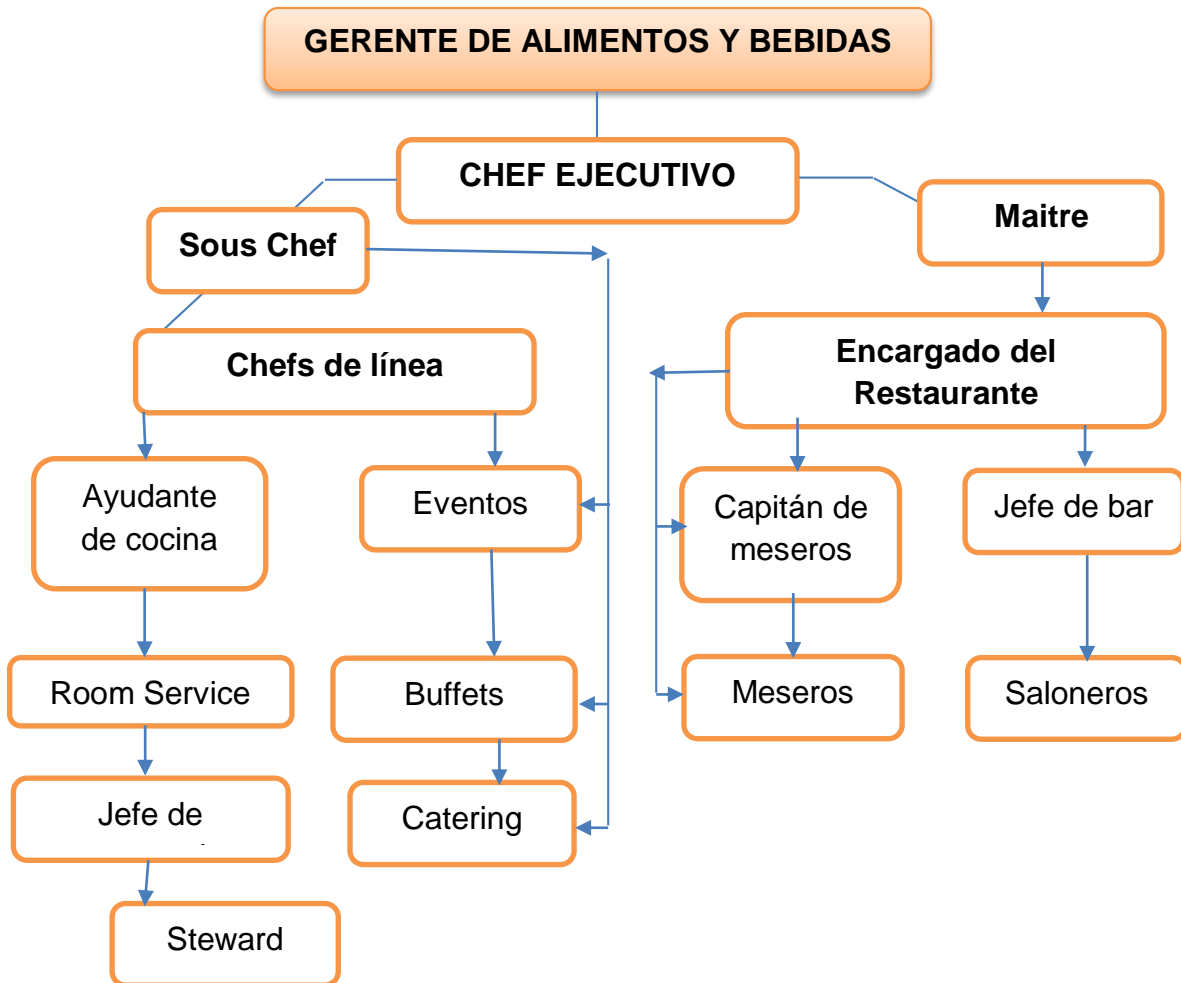 GERENTE DE ALIMENTOS Y BEBIDAS
CHEF EJECUTIVO
Maitre
Sous Chef
Chefs de línea
Encargado del
Restaurante
Ayudante
de cocina
Eventos
Capitán de
meseros
Jefe de bar
Room Service
Buffets
Meseros
Saloneros
Jefe de
Catering
Steward